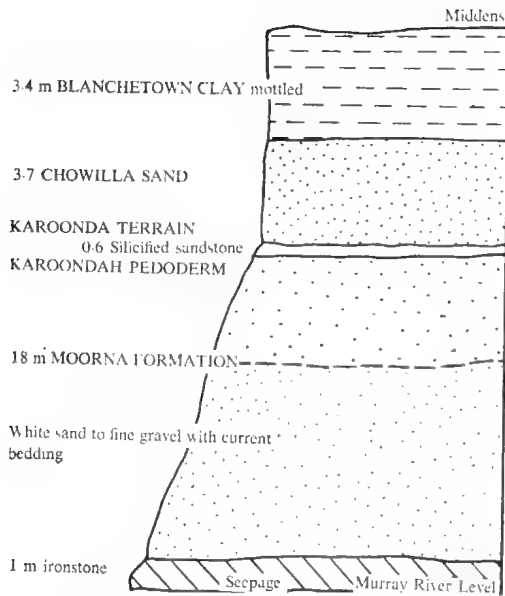 Middens
3·4 m BLANCHETOWN CLAY mottled
3·7 CHOWILLA SAND
KAROONDA TERRAIN
0·6 Silicified sandstone
KAROONDAH PEDODERM
18 m MOORNA FORMATION
White sand to fine gravel with current
bedding
1 m ironstone
Seepage
Murray River Level